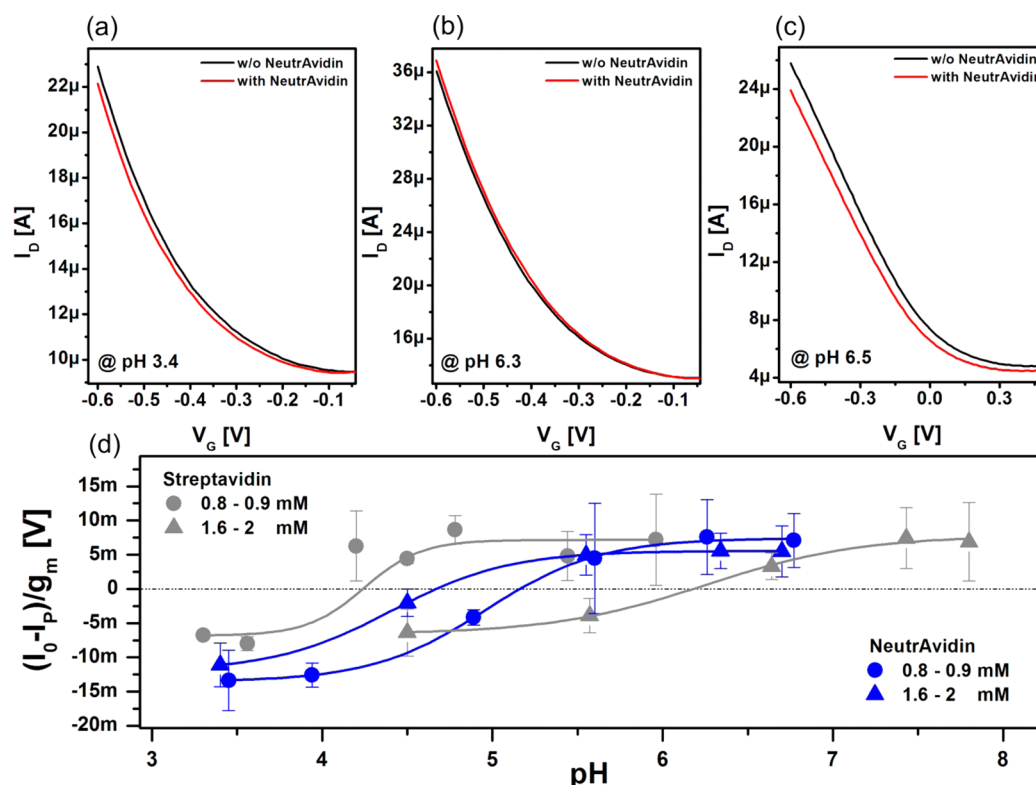 (a)
w/o NeutrAvidin
with NeutrAvidin
22µ
20µ
18µ
16µ
14µ
12µ
10µ
I_D [A]
@ pH 3.4
-0.6 -0.5 -0.4 -0.3 -0.2 -0.1
V_G [V]
(b)
w/o NeutrAvidin
with NeutrAvidin
36µ
32µ
28µ
24µ
20µ
16µ
I_D [A]
@ pH 6.3
-0.6 -0.5 -0.4 -0.3 -0.2 -0.1
V_G [V]
(c)
w/o NeutrAvidin
with NeutrAvidin
24µ
20µ
16µ
12µ
8µ
4µ
I_D [A]
@ pH 6.5
-0.6 -0.3 0.0 0.3
V_G [V]
(d)
Streptavidin
0.8 - 0.9 mM
1.6 - 2 mM
15m
10m
5m
0
-5m
-10m
-15m
-20m
(I_0-I_P)/g_m [V]
NeutrAvidin
0.8 - 0.9 mM
1.6 - 2 mM
3 4 5 6 7 8
pH